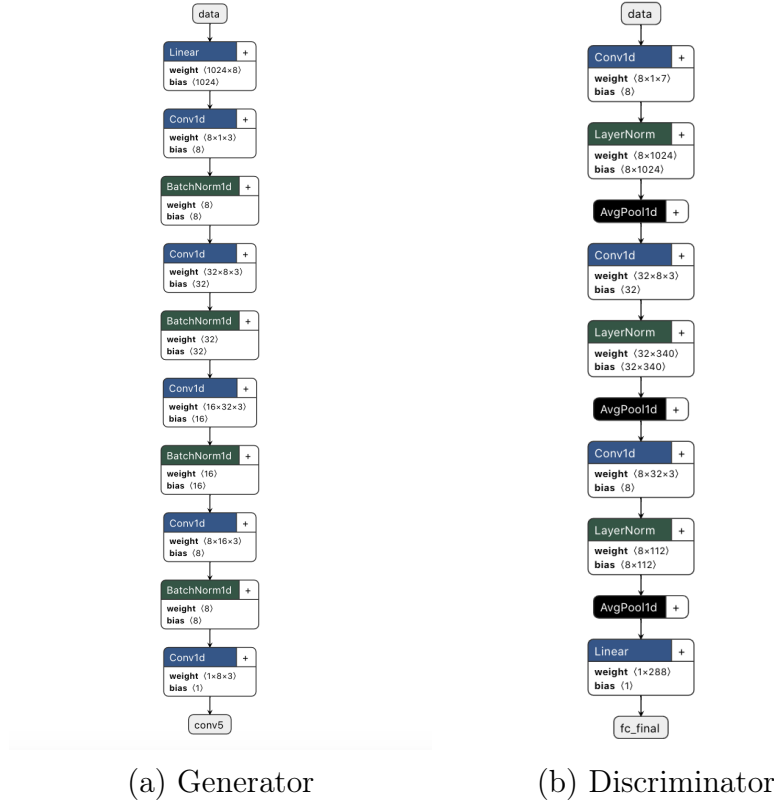 data
Linear +
weight ⟨1024×8⟩
bias ⟨1024⟩
Conv1d +
weight ⟨8×1×3⟩
bias ⟨8⟩
BatchNorm1d +
weight ⟨8⟩
bias ⟨8⟩
Conv1d +
weight ⟨32×8×3⟩
bias ⟨32⟩
BatchNorm1d +
weight ⟨32⟩
bias ⟨32⟩
Conv1d +
weight ⟨16×32×3⟩
bias ⟨16⟩
BatchNorm1d +
weight ⟨16⟩
bias ⟨16⟩
Conv1d +
weight ⟨8×16×3⟩
bias ⟨8⟩
BatchNorm1d +
weight ⟨8⟩
bias ⟨8⟩
Conv1d +
weight ⟨1×8×3⟩
bias ⟨1⟩
conv5
(a) Generator
data
Conv1d +
weight ⟨8×1×7⟩
bias ⟨8⟩
LayerNorm +
weight ⟨8×1024⟩
bias ⟨8×1024⟩
AvgPool1d +
Conv1d +
weight ⟨32×8×3⟩
bias ⟨32⟩
LayerNorm +
weight ⟨32×340⟩
bias ⟨32×340⟩
AvgPool1d +
Conv1d +
weight ⟨8×32×3⟩
bias ⟨8⟩
LayerNorm +
weight ⟨8×112⟩
bias ⟨8×112⟩
AvgPool1d +
Linear +
weight ⟨1×288⟩
bias ⟨1⟩
fc_final
(b) Discriminator